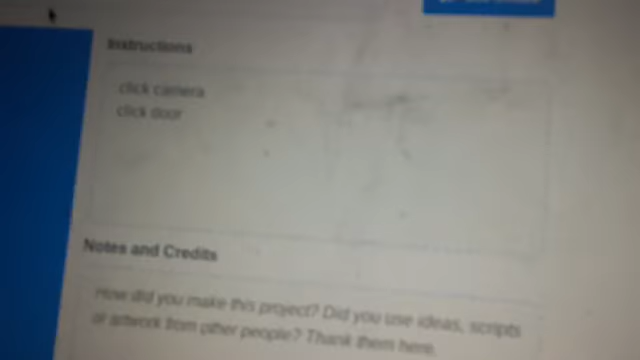 Instructions
click camera
click door
Notes and Credits
How did you make this project? Did you use ideas, scripts
or artwork from other people? Thank them here.